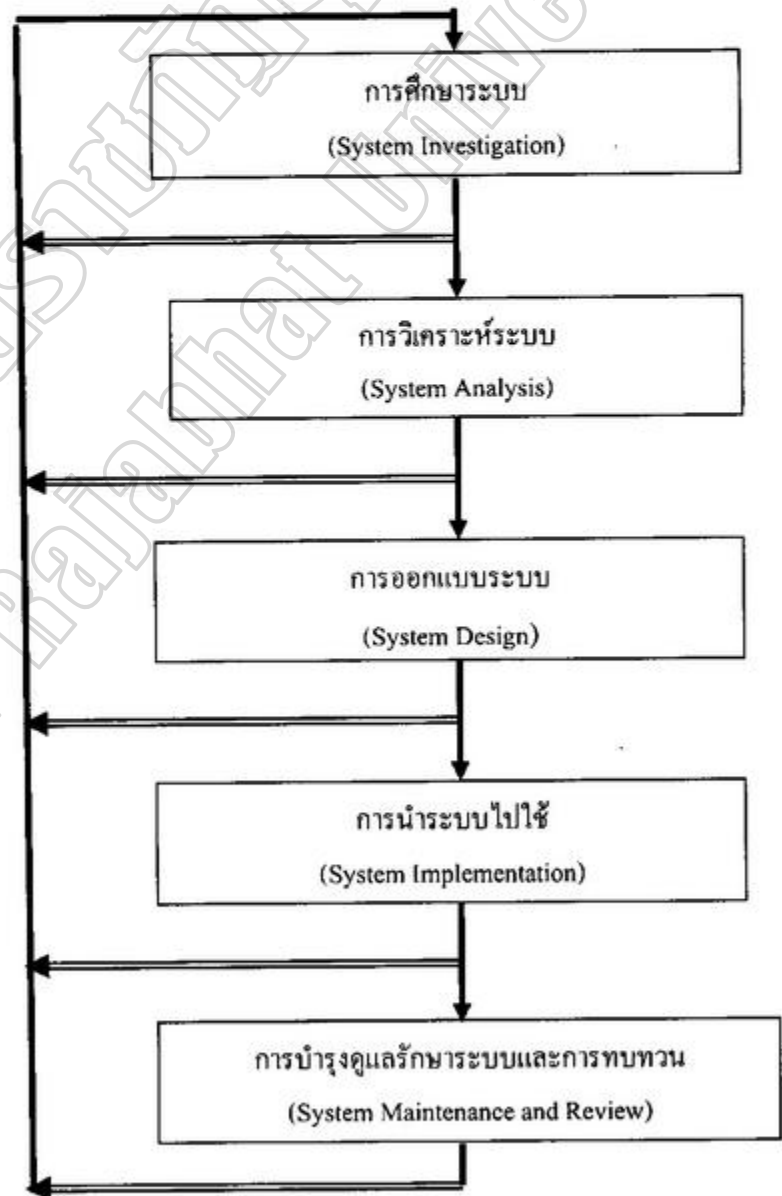 การศึกษาระบบ
(System Investigation)
การวิเคราะห์ระบบ
(System Analysis)
การออกแบบระบบ
(System Design)
การนำระบบไปใช้
(System Implementation)
การบำรุงดูแลรักษาระบบและการทบทวน
(System Maintenance and Review)
Rajabhat Unive